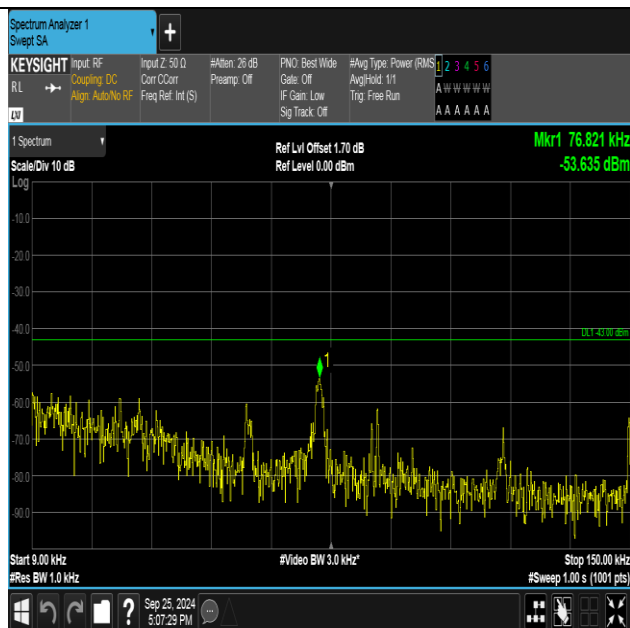 Spectrum Analyzer 1
Swept SA
+
KEYSIGHT
RL
LXI
Input: RF
Coupling: DC
Align: Auto/No RF
Input Z: 50 Ω
Corr CCorr
Freq Ref: Int (S)
#Atten: 26 dB
Preamp: Off
PNO: Best Wide
Gate: Off
IF Gain: Low
Sig Track: Off
#Avg Type: Power (RMS
Avg|Hold: 1/1
Trig: Free Run
1 2 3 4 5 6
A W W W W W
A A A A A A
1 Spectrum
Scale/Div 10 dB
Log
Ref Lvl Offset 1.70 dB
Ref Level 0.00 dBm
Mkr1 76.821 kHz
-53.635 dBm
-10.0
-20.0
-30.0
-40.0
DL1 -43.00 dBm
1
-50.0
-60.0
-70.0
-80.0
-90.0
Start 9.00 kHz
#Video BW 3.0 kHz*
Stop 150.00 kHz
#Res BW 1.0 kHz
#Sweep 1.00 s (1001 pts)
?
Sep 25, 2024
5:07:29 PM